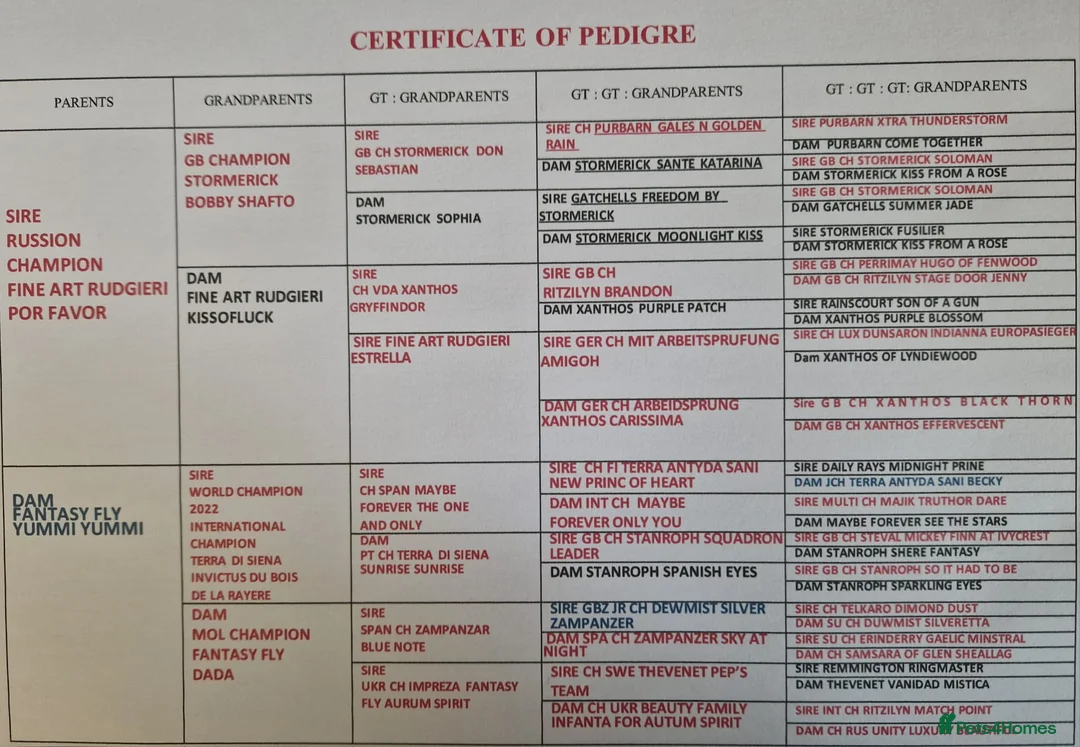 CERTIFICATE OF PEDIGRE
PARENTS
GRANDPARENTS
GT : GRANDPARENTS
GT : GT : GRANDPARENTS
GT : GT : GT: GRANDPARENTS
SIRE
RUSSION
CHAMPION
FINE ART RUDGIERI
POR FAVOR
SIRE
GB CHAMPION
STORMERICK
BOBBY SHAFTO
SIRE
GB CH STORMERICK DON
SEBASTIAN
SIRE CH PURBARN GALES N GOLDEN
RAIN
SIRE PURBARN XTRA THUNDERSTORM
DAM PURBARN COME TOGETHER
DAM STORMERICK SANTE KATARINA
SIRE GB CH STORMERICK SOLOMAN
DAM STORMERICK KISS FROM A ROSE
DAM
STORMERICK SOPHIA
SIRE GATCHELLS FREEDOM BY
STORMERICK
SIRE GB CH STORMERICK SOLOMAN
DAM GATCHELLS SUMMER JADE
DAM STORMERICK MOONLIGHT KISS
SIRE STORMERICK FUSILIER
DAM STORMERICK KISS FROM A ROSE
DAM
FINE ART RUDGIERI
KISSOFLUCK
SIRE
CH VDA XANTHOS
GRYFFINDOR
SIRE GB CH
RITZILYN BRANDON
SIRE GB CH PERRIMAY HUGO OF FENWOOD
DAM GB CH RITZILYN STAGE DOOR JENNY
DAM XANTHOS PURPLE PATCH
SIRE RAINSCOURT SON OF A GUN
DAM XANTHOS PURPLE BLOSSOM
SIRE FINE ART RUDGIERI
ESTRELLA
SIRE GER CH MIT ARBEITSPRUFUNG
AMIGOH
SIRE CH LUX DUNSARON INDIANNA EUROPASIEGER
Dam XANTHOS OF LYNDIEWOOD
DAM GER CH ARBEIDSPRUNG
XANTHOS CARISSIMA
Sire GB CH XANTHOS BLACK THORN
DAM GB CH XANTHOS EFFERVESCENT
DAM
FANTASY FLY
YUMMI YUMMI
SIRE
WORLD CHAMPION
2022
INTERNATIONAL
CHAMPION
TERRA DI SIENA
INVICTUS DU BOIS
DE LA RAYERE
SIRE
CH SPAN MAYBE
FOREVER THE ONE
AND ONLY
SIRE CH FI TERRA ANTYDA SANI
NEW PRINC OF HEART
SIRE DAILY RAYS MIDNIGHT PRINE
DAM JCH TERRA ANTYDA SANI BECKY
DAM INT CH MAYBE
FOREVER ONLY YOU
SIRE MULTI CH MAJIK TRUTHOR DARE
DAM MAYBE FOREVER SEE THE STARS
DAM
PT CH TERRA DI SIENA
SUNRISE SUNRISE
SIRE GB CH STANROPH SQUADRON
LEADER
SIRE GB CH STEVAL MICKEY FINN AT IVYCREST
DAM STANROPH SHERE FANTASY
DAM STANROPH SPANISH EYES
SIRE GB CH STANROPH SO IT HAD TO BE
DAM STANROPH SPARKLING EYES
DAM
MOL CHAMPION
FANTASY FLY
DADA
SIRE
SPAN CH ZAMPANZAR
BLUE NOTE
SIRE GBZ JR CH DEWMIST SILVER
ZAMPANZER
SIRE CH TELKARO DIMOND DUST
DAM SU CH DUWMIST SILVERETTA
DAM SPA CH ZAMPANZER SKY AT
NIGHT
SIRE SU CH ERINDERRY GAELIC MINSTRAL
DAM CH SAMSARA OF GLEN SHEALLAG
SIRE
UKR CH IMPREZA FANTASY
FLY AURUM SPIRIT
SIRE CH SWE THEVENET PEP'S
TEAM
SIRE REMMINGTON RINGMASTER
DAM THEVENET VANIDAD MISTICA
DAM CH UKR BEAUTY FAMILY
INFANTA FOR AUTUM SPIRIT
SIRE INT CH RITZILYN MATCH POINT
DAM CH RUS UNITY LUXURY
Pets4Homes